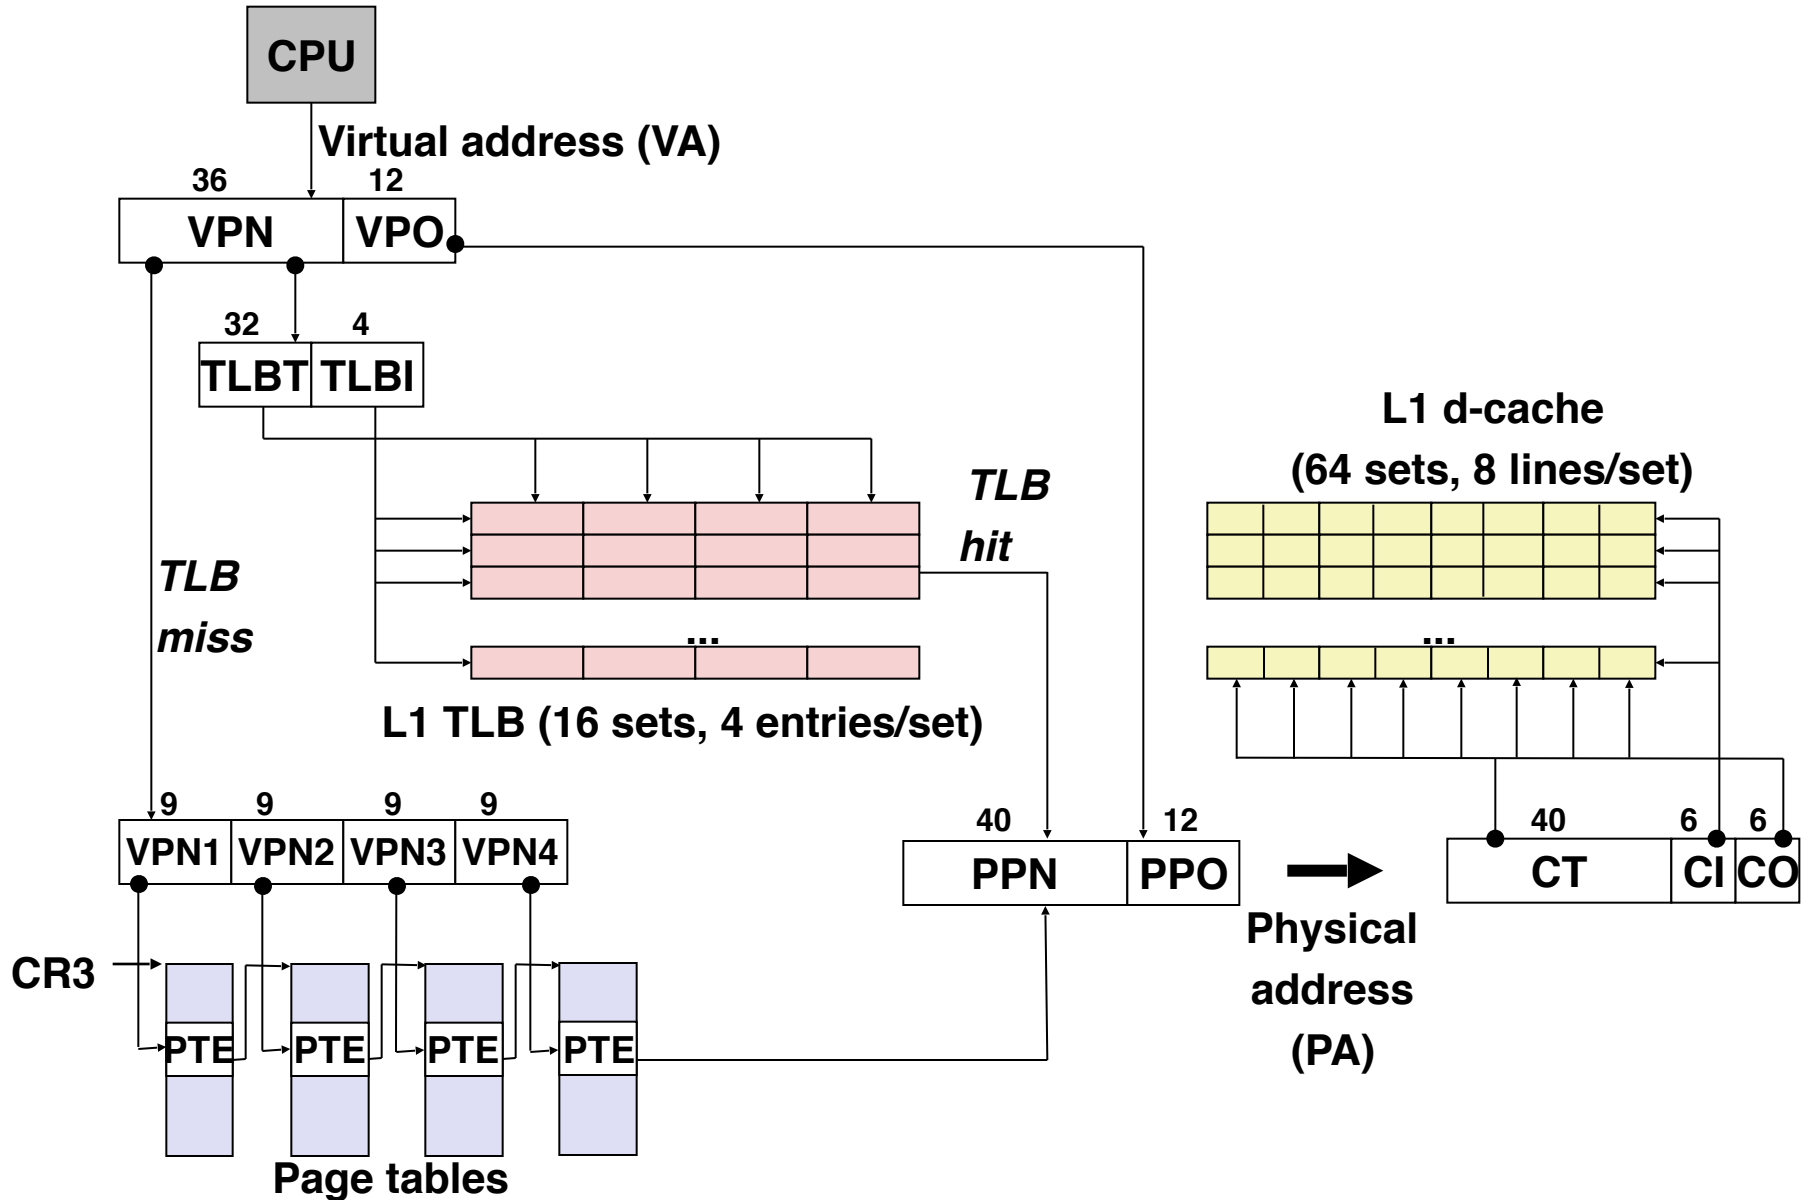 CPU
Virtual address (VA)
36 12
VPN VPO
32 4
TLBT TLBI
L1 d-cache
(64 sets, 8 lines/set)
TLB
hit
TLB
miss
...
...
L1 TLB (16 sets, 4 entries/set)
9 9 9 9
VPN1 VPN2 VPN3 VPN4
40 12
PPN PPO
40 6 6
CT CI CO
Physical
address
(PA)
CR3
PTE PTE PTE PTE
Page tables